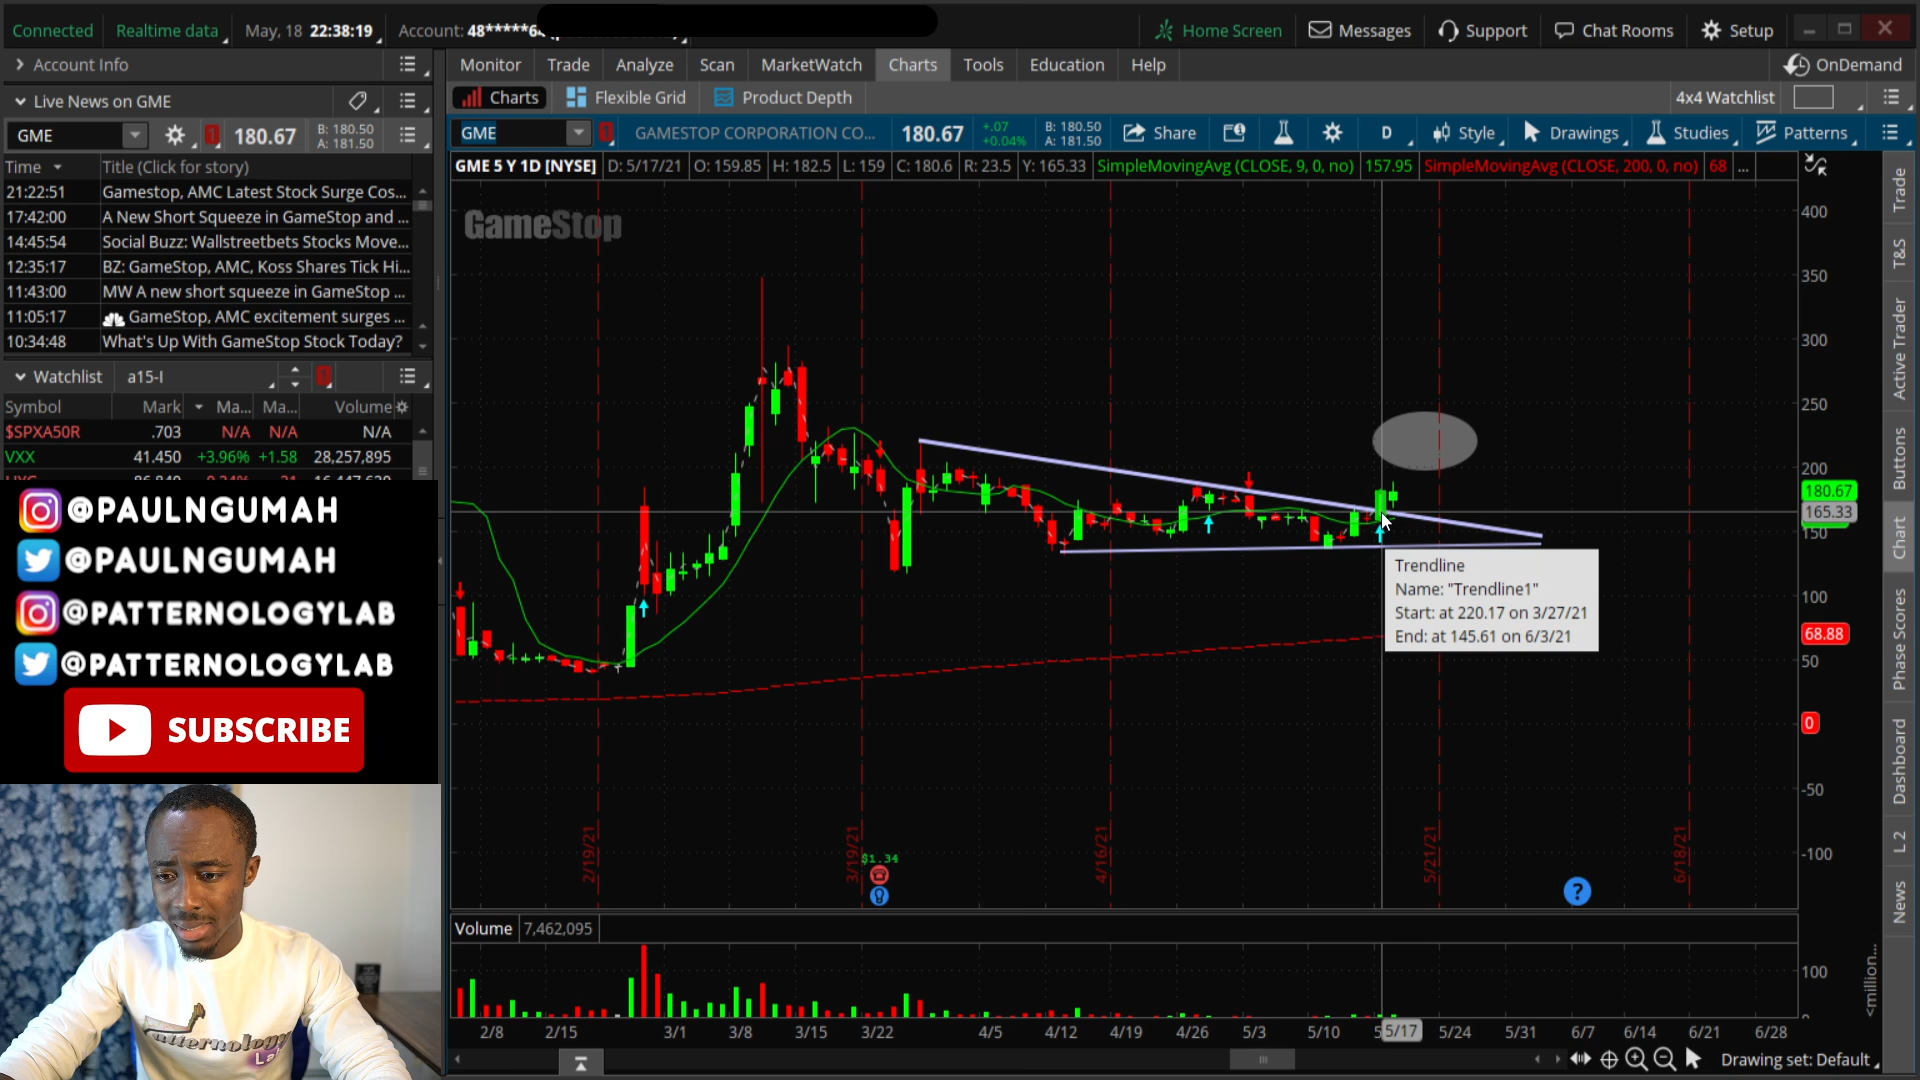 Connected Realtime data May, 18 22:38:19 Account: 48*****64
Home Screen Messages Support Chat Rooms Setup
Account Info
Monitor Trade Analyze Scan MarketWatch Charts Tools Education Help OnDemand
Live News on GME
Charts Flexible Grid Product Depth 4x4 Watchlist
GME 1 180.67 B: 180.50 A: 181.50
GME 1 GAMESTOP CORPORATION CO... 180.67 +.07 +0.04% B: 180.50 A: 181.50 Share D Style Drawings Studies Patterns
GME 5 Y 1D [NYSE] D: 5/17/21 O: 159.85 H: 182.5 L: 159 C: 180.6 R: 23.5 Y: 165.33 SimpleMovingAvg (CLOSE, 9, 0, no) 157.95 SimpleMovingAvg (CLOSE, 200, 0, no) 68 ...
Time Title (Click for story)
21:22:51 Gamestop, AMC Latest Stock Surge Cos...
17:42:00 A New Short Squeeze in GameStop and ...
14:45:54 Social Buzz: Wallstreetbets Stocks Move...
12:35:17 BZ: GameStop, AMC, Koss Shares Tick Hi...
11:43:00 MW A new short squeeze in GameStop ...
11:05:17 GameStop, AMC excitement surges ...
10:34:48 What's Up With GameStop Stock Today?
Watchlist a15-I 1
Symbol Mark Ma... Ma... Volume
$SPXA50R .703 N/A N/A N/A
VXX 41.450 +3.96% +1.58 28,257,895
@PAULNGUMAH
@PAULNGUMAH
@PATTERNOLOGYLAB
@PATTERNOLOGYLAB
SUBSCRIBE
Patternology
Lab
GameStop
400
350
300
250
200
180.67
165.33
150
100
68.88
50
0
-50
-100
Trendline
Name: "Trendline1"
Start: at 220.17 on 3/27/21
End: at 145.61 on 6/3/21
2/19/21 3/19/21 4/16/21 5/21/21 6/18/21
$1.34
?
Volume 7,462,095
100
<million...
2/8 2/15 3/1 3/8 3/15 3/22 4/5 4/12 4/19 4/26 5/3 5/10 5/17 5/24 5/31 6/7 6/14 6/21 6/28
Drawing set: Default
Trade
T&S
Active Trader
Buttons
Chart
Phase Scores
Dashboard
L2
News